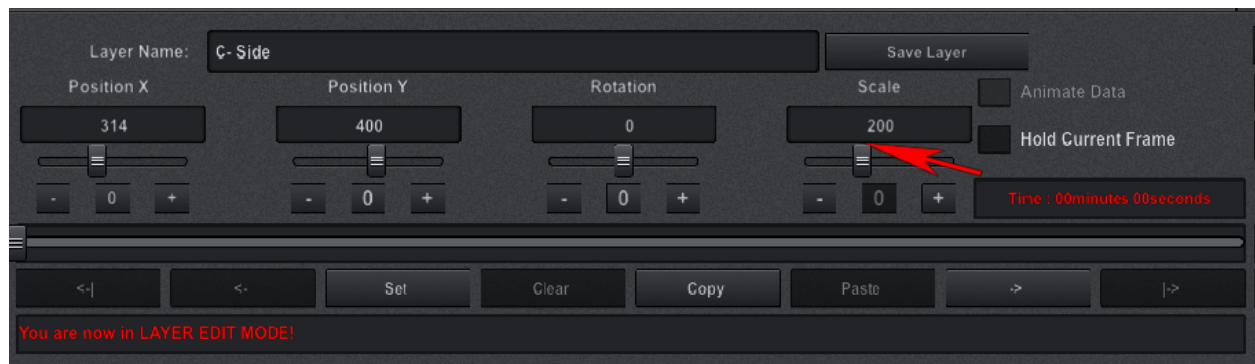 Layer Name: C- Side Save Layer
Position X Position Y Rotation Scale Animate Data
314 400 0 200 Hold Current Frame
- 0 + - 0 + - 0 + - 0 + Time : 00minutes 00seconds
<-| <- Set Clear Copy Paste -> |->
You are now in LAYER EDIT MODE!